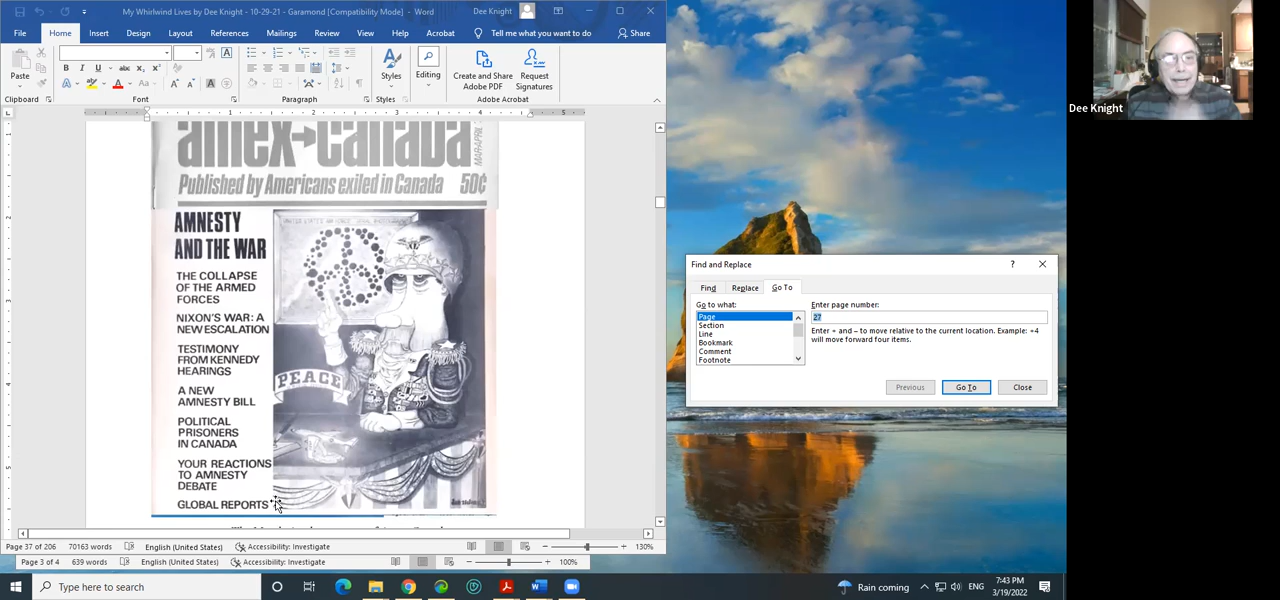 My Whirlwind Lives by Dee Knight - 10-29-21 - Garamond [Compatibility Mode] - Word
Dee Knight
File Home Insert Design Layout References Mailings Review View Help Acrobat Tell me what you want to do Share
Paste
Styles
Editing
Create and Share Adobe PDF
Request Signatures
Clipboard Font Paragraph Styles Adobe Acrobat
amex-canada
Published by Americans exiled in Canada 50¢
AMNESTY
AND THE WAR
THE COLLAPSE
OF THE ARMED
FORCES
NIXON'S WAR: A
NEW ESCALATION
TESTIMONY
FROM KENNEDY
HEARINGS
A NEW
AMNESTY BILL
POLITICAL
PRISONERS
IN CANADA
YOUR REACTIONS
TO AMNESTY
DEBATE
GLOBAL REPORTS
PEACE
Page 37 of 206 70163 words English (United States) Accessibility: Investigate 130%
Page 3 of 4 639 words English (United States) Accessibility: Investigate 100%
Find and Replace
Find Replace Go To
Go to what:
Page
Section
Line
Bookmark
Comment
Footnote
Enter page number:
27
Enter + and – to move relative to the current location. Example: +4
will move forward four items.
Previous Go To Close
Dee Knight
Type here to search
Rain coming
ENG
7:43 PM
3/19/2022